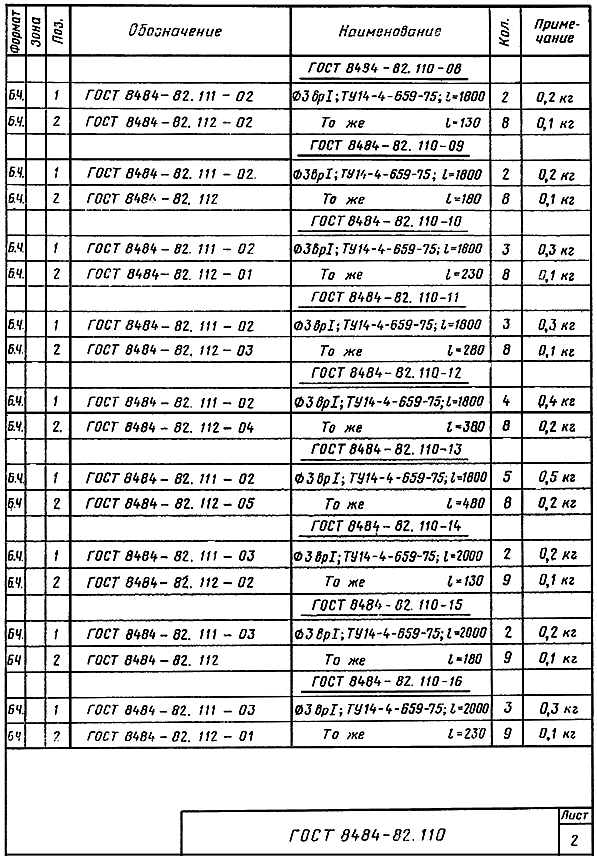 Формат Зона Поз. Обозначение Наименование Кол. Приме-
чание
ГОСТ 8484-82.110-08
Б.Ч. 1 ГОСТ 8484-82.111-02 Ф3ВрI; ТУ14-4-659-75; l=1800 2 0,2 кг
Б.Ч. 2 ГОСТ 8484-82.112-02 То же l=130 8 0,1 кг
ГОСТ 8484-82.110-09
Б.Ч. 1 ГОСТ 8484-82.111-02. Ф3ВрI; ТУ14-4-659-75; l=1800 2 0,2 кг
Б.Ч. 2 ГОСТ 8484-82.112 То же l=180 8 0,1 кг
ГОСТ 8484-82.110-10
Б.Ч. 1 ГОСТ 8484-82.111-02 Ф3ВрI; ТУ14-4-659-75; l=1800 3 0,3 кг
Б.Ч. 2 ГОСТ 8484-82.112-01 То же l=230 8 0,1 кг
ГОСТ 8484-82.110-11
Б.Ч. 1 ГОСТ 8484-82.111-02 Ф3ВрI; ТУ14-4-659-75; l=1800 3 0,3 кг
Б.Ч. 2 ГОСТ 8484-82.112-03 То же l=280 8 0,1 кг
ГОСТ 8484-82.110-12
Б.Ч. 1 ГОСТ 8484-82.111-02 Ф3ВрI; ТУ14-4-659-75; l=1800 4 0,4 кг
Б.Ч. 2. ГОСТ 8484-82.112-04 То же l=380 8 0,2 кг
ГОСТ 8484-82.110-13
Б.Ч. 1 ГОСТ 8484-82.111-02 Ф3ВрI; ТУ14-4-659-75; l=1800 5 0,5 кг
Б.Ч 2 ГОСТ 8484-82.112-05 То же l=480 8 0,2 кг
ГОСТ 8484-82.110-14
Б.Ч. 1 ГОСТ 8484-82.111-03 Ф3ВрI; ТУ14-4-659-75; l=2000 2 0,2 кг
Б.Ч. 2 ГОСТ 8484-82.112-02 То же l=130 9 0,1 кг
ГОСТ 8484-82.110-15
Б.Ч. 1 ГОСТ 8484-82.111-03 Ф3ВрI; ТУ14-4-659-75; l=2000 2 0,2 кг
БЧ 2 ГОСТ 8484-82.112 То же l=180 9 0,1 кг
ГОСТ 8484-82.110-16
БЧ. 1 ГОСТ 8484-82.111-03 Ф3ВрI; ТУ14-4-659-75; l=2000 3 0,3 кг
БЧ 2 ГОСТ 8484-82.112-01 То же l=230 9 0,1 кг
ГОСТ 8484-82.110
Лист
2